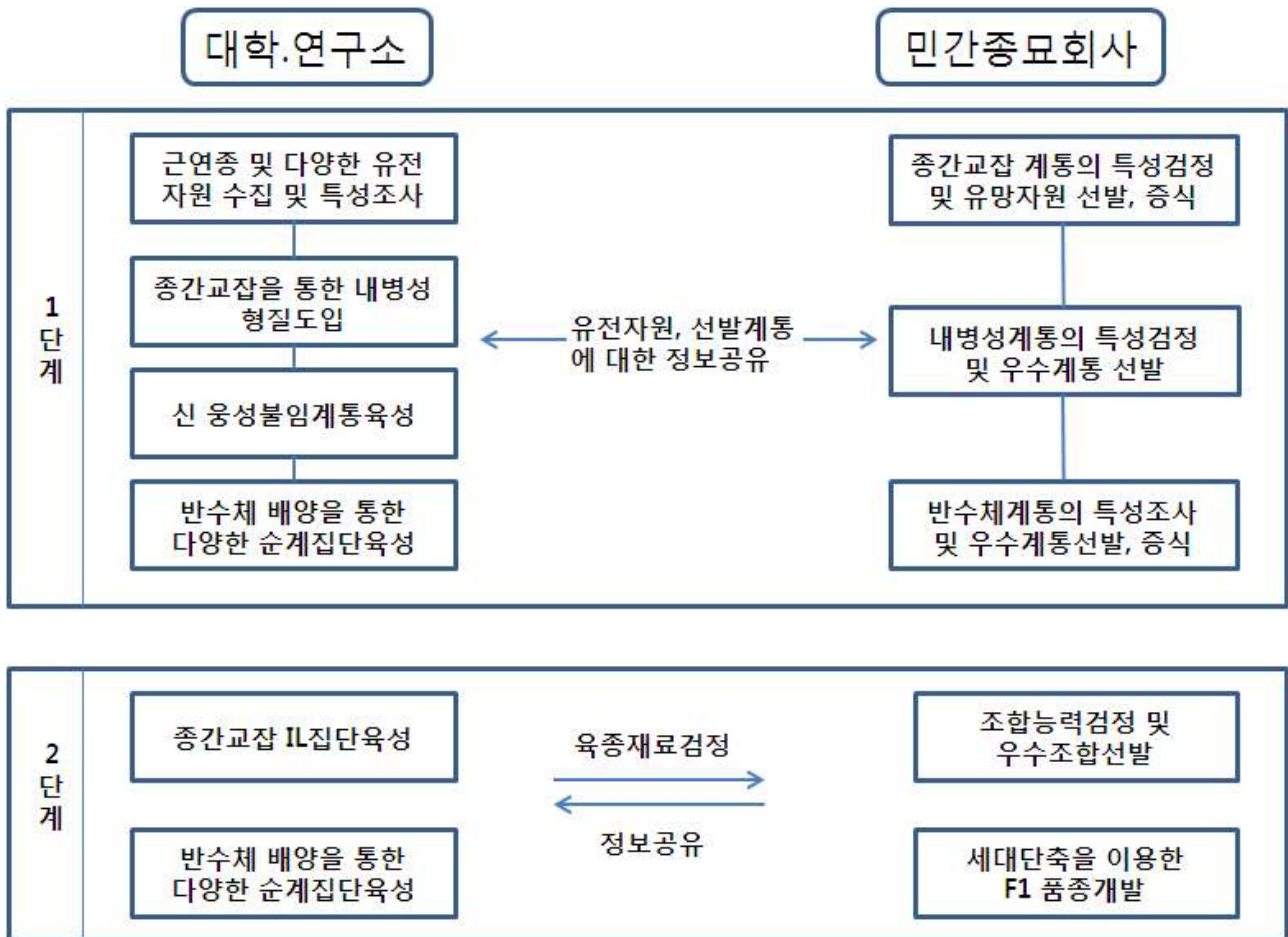 대학.연구소
민간종묘회사
1
단
계
근연종 및 다양한 유전
자원 수집 및 특성조사
종간교잡을 통한 내병성
형질도입
신 웅성불임계통육성
반수체 배양을 통한
다양한 순계집단육성
유전자원, 선발계통
에 대한 정보공유
종간교잡 계통의 특성검정
및 유망자원 선발, 증식
내병성계통의 특성검정
및 우수계통 선발
반수체계통의 특성조사
및 우수계통선발, 증식
2
단
계
종간교잡 IL집단육성
반수체 배양을 통한
다양한 순계집단육성
육종재료검정
정보공유
조합능력검정 및
우수조합선발
세대단축을 이용한
F1 품종개발